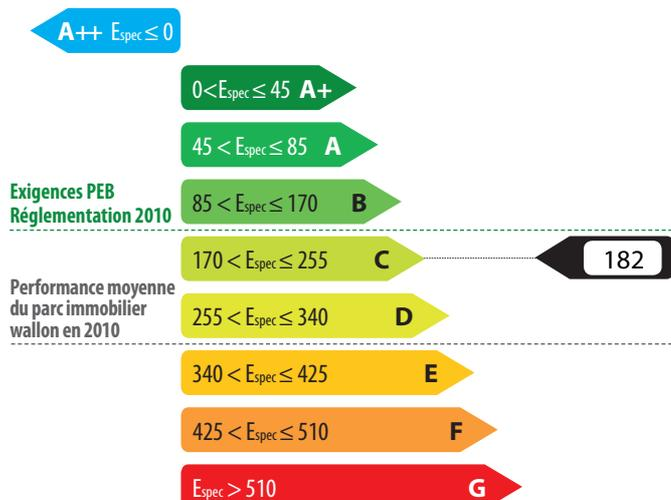 A++ Espec ≤ 0
0<Espec ≤ 45 A+
45 < Espec ≤ 85 A
Exigences PEB
Réglementation 2010
85 < Espec ≤ 170 B
170 < Espec ≤ 255 C
182
Performance moyenne
du parc immobilier
wallon en 2010
255 < Espec ≤ 340 D
340 < Espec ≤ 425 E
425 < Espec ≤ 510 F
Espec > 510 G